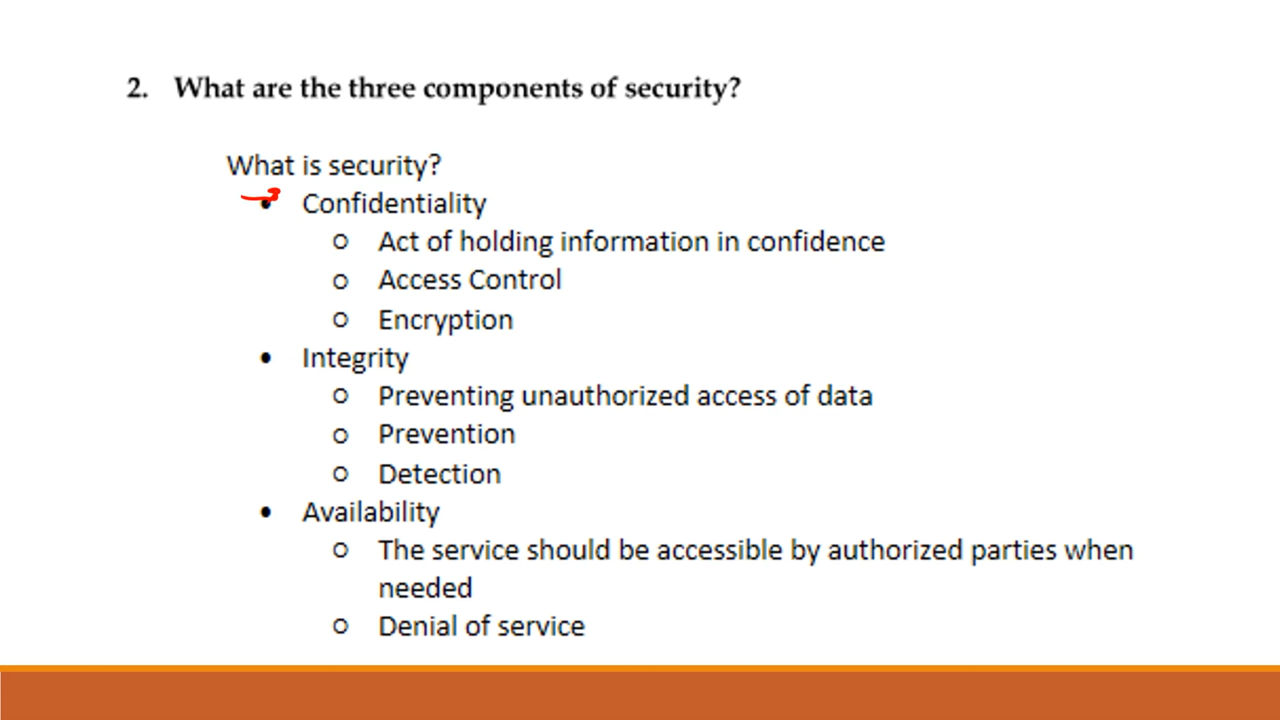 2. What are the three components of security?
What is security?
• Confidentiality
o Act of holding information in confidence
o Access Control
o Encryption
• Integrity
o Preventing unauthorized access of data
o Prevention
o Detection
• Availability
o The service should be accessible by authorized parties when
needed
o Denial of service